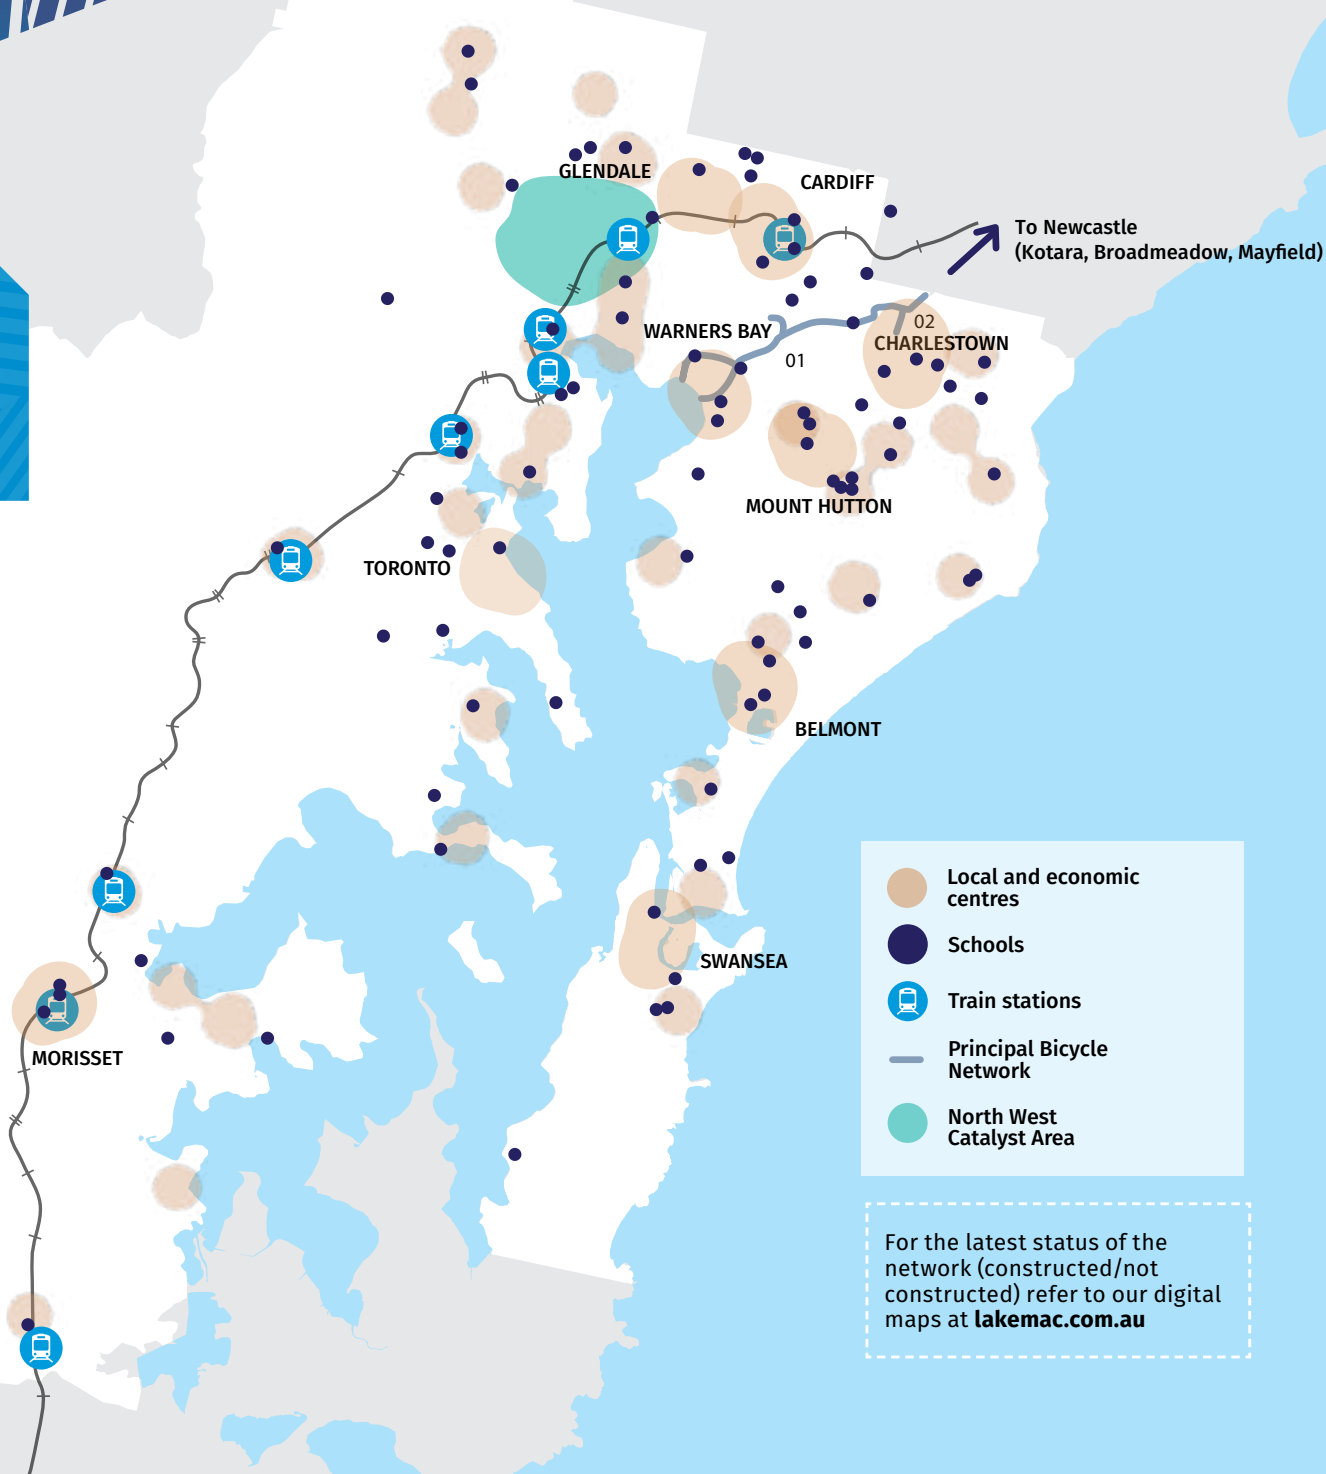 GLENDALE
CARDIFF
To Newcastle
(Kotara, Broadmeadow, Mayfield)
WARNERS BAY
02
CHARLESTOWN
01
MOUNT HUTTON
TORONTO
BELMONT
SWANSEA
MORISSET
Local and economic
centres
Schools
Train stations
Principal Bicycle
Network
North West
Catalyst Area
For the latest status of the
network (constructed/not
constructed) refer to our digital
maps at lakemac.com.au